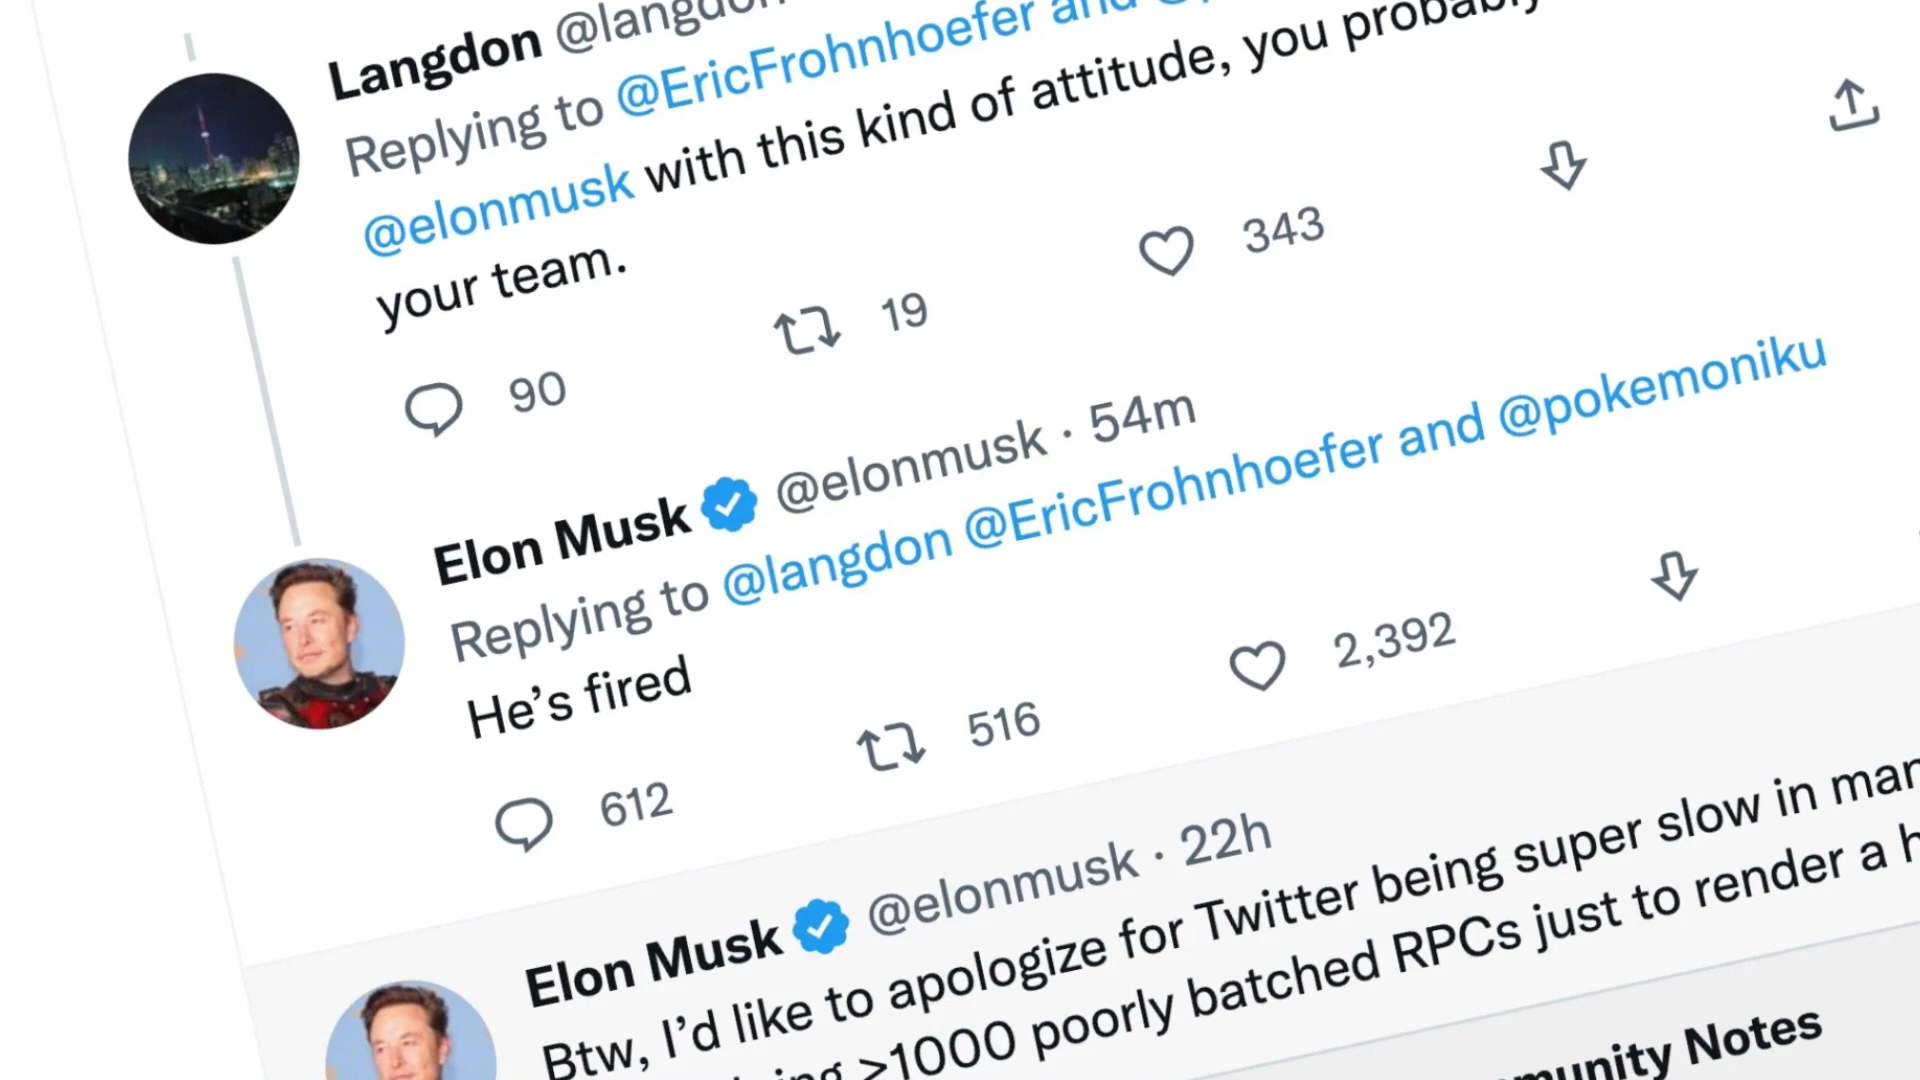 Langdon
Replying to @EricFrohnhoefer and
@elonmusk with this kind of attitude, you probably
your team.
90 19 343
Elon Musk @elonmusk · 54m
Replying to @langdon @EricFrohnhoefer and @pokemoniku
He’s fired
612 516 2,392
Elon Musk @elonmusk · 22h
Btw, I’d like to apologize for Twitter being super slow in
>1000 poorly batched RPCs just to render a
Notes